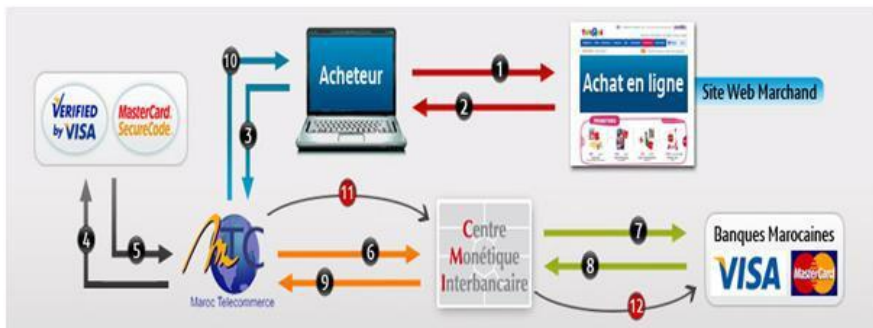 10
Acheteur
1
2
Achat en ligne
Site Web Marchand
VERIFIED
by VISA
MasterCard.
SecureCode.
3
4
5
MTC
Maroc Telecommerce
11
6
9
Centre
Monétique
Interbancaire
7
8
12
Banques Marocaines
VISA
MasterCard